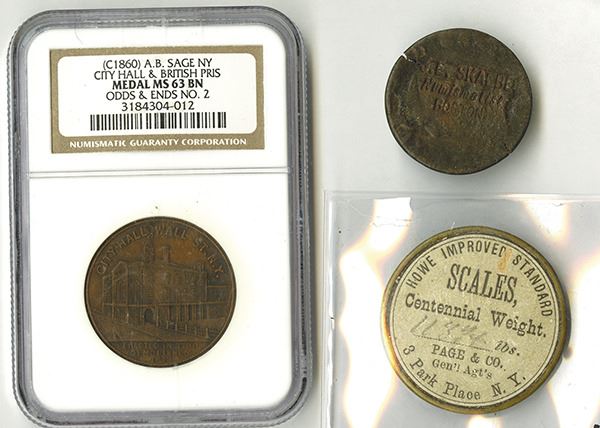 (C1860) A.B. SAGE NY
CITY HALL & BRITISH PRIS
MEDAL MS 63 BN
ODDS & ENDS NO. 2
3184304-012
NUMISMATIC GUARANTY CORPORATION
CITY HALL, WALL ST. N.Y.
Numismatist
HOWE IMPROVED STANDARD
SCALES,
Centennial Weight.
lbs.
PAGE & CO.
Gen'l Agt's
3 Park Place N.Y.